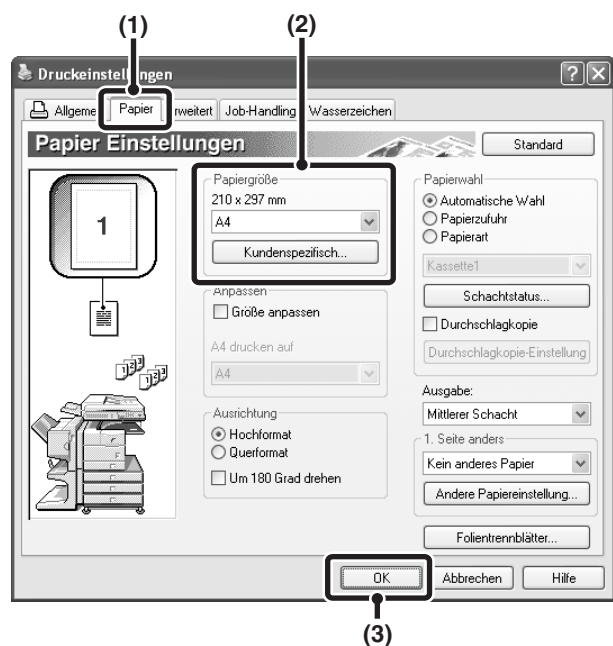 (1)
(2)
Druckeinstellungen
Papier
Job-Handling
Wasserzeichen
Papier Einstellungen
Standard
1
Papiergröße
210 x 297 mm
A4
Kundenspezifisch...
Anpassen
Größe anpassen
A4 drucken auf
A4
Ausrichtung
Hochformat
Querformat
Um 180 Grad drehen
Papierwahl
Automatische Wahl
Papierzufuhr
Papierart
Kassette1
Schachtstatus...
Durchschlagkopie
Durchschlagkopie-Einstellung
Ausgabe:
Mittlerer Schacht
1. Seite anders
Kein anderes Papier
Andere Papiereinstellung...
Folientrennblätter...
OK
Abbrechen
Hilfe
(3)